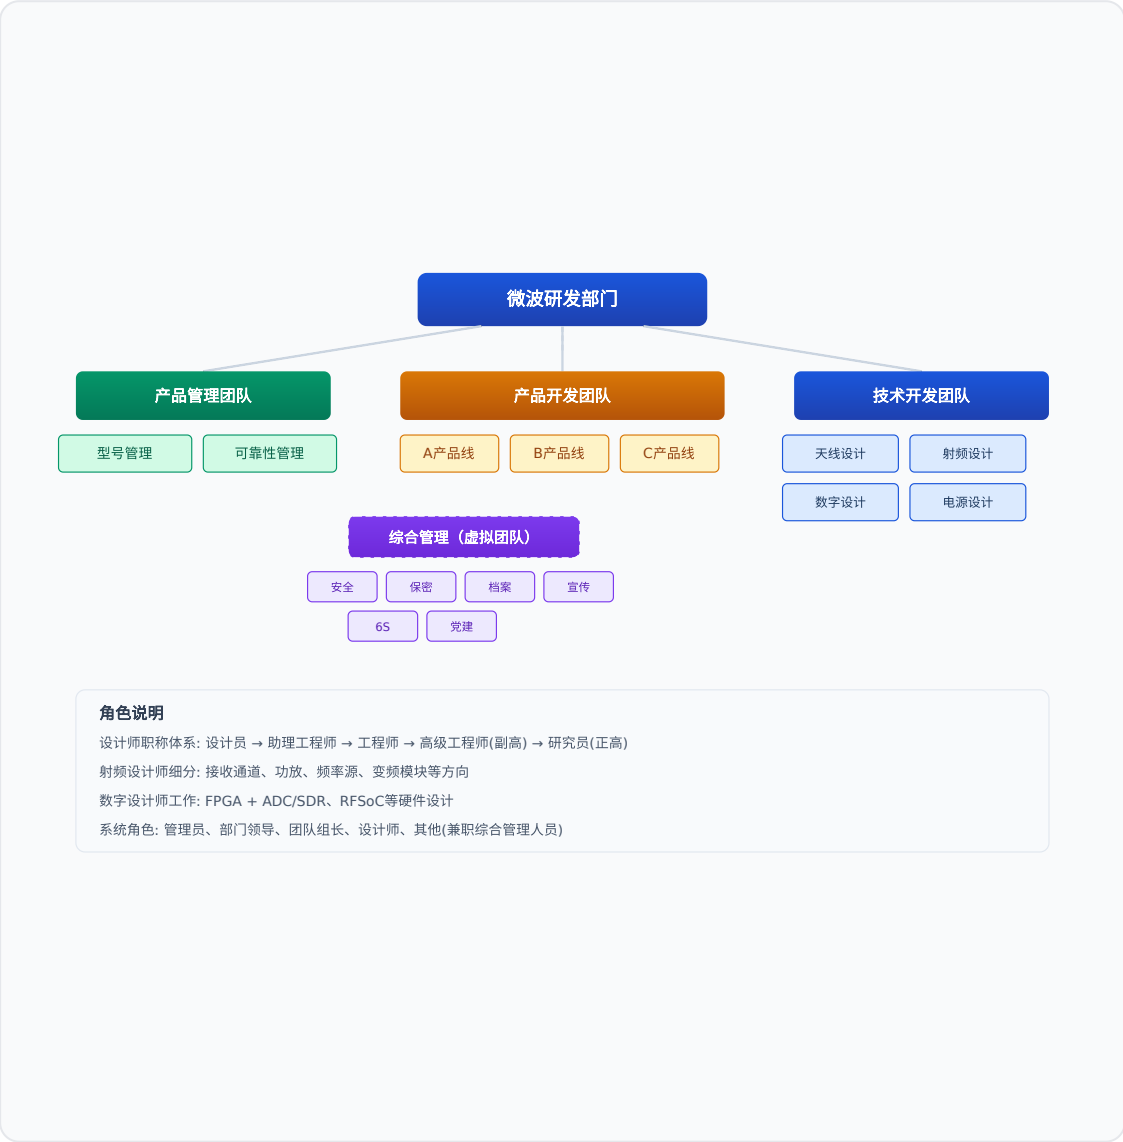 微波研发部门
产品管理团队
产品开发团队
技术开发团队
型号管理
可靠性管理
A产品线
B产品线
C产品线
天线设计
射频设计
数字设计
电源设计
综合管理（虚拟团队）
安全
保密
档案
宣传
6S
党建
角色说明
设计师职称体系: 设计员 → 助理工程师 → 工程师 → 高级工程师(副高) → 研究员(正高)
射频设计师细分: 接收通道、功放、频率源、变频模块等方向
数字设计师工作: FPGA + ADC/SDR、RFSoC等硬件设计
系统角色: 管理员、部门领导、团队组长、设计师、其他(兼职综合管理人员)